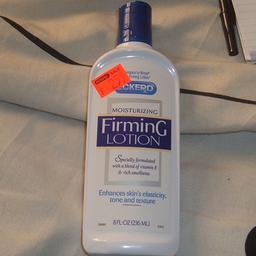 ECKERD
MOISTURIZING
Firming
LOTION
Specially formulated
with a blend of vitamin E
& rich emollients
Enhances skin's elasticity,
tone and texture
8 FL OZ (236 mL)